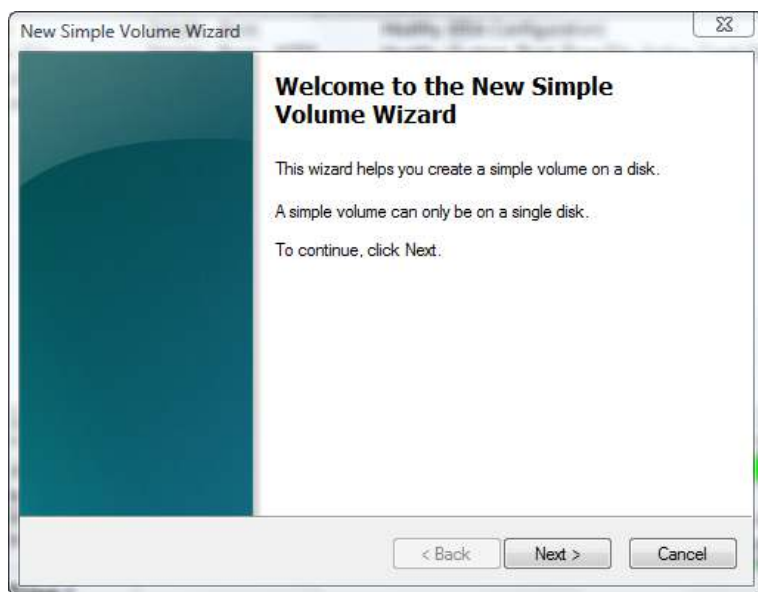 New Simple Volume Wizard
Welcome to the New Simple
Volume Wizard
This wizard helps you create a simple volume on a disk.
A simple volume can only be on a single disk.
To continue, click Next.
< Back Next > Cancel